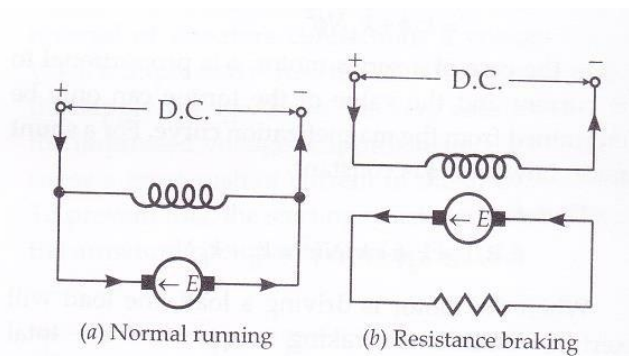 + D.C. −
← E
(a) Normal running
+ D.C. −
← E
(b) Resistance braking